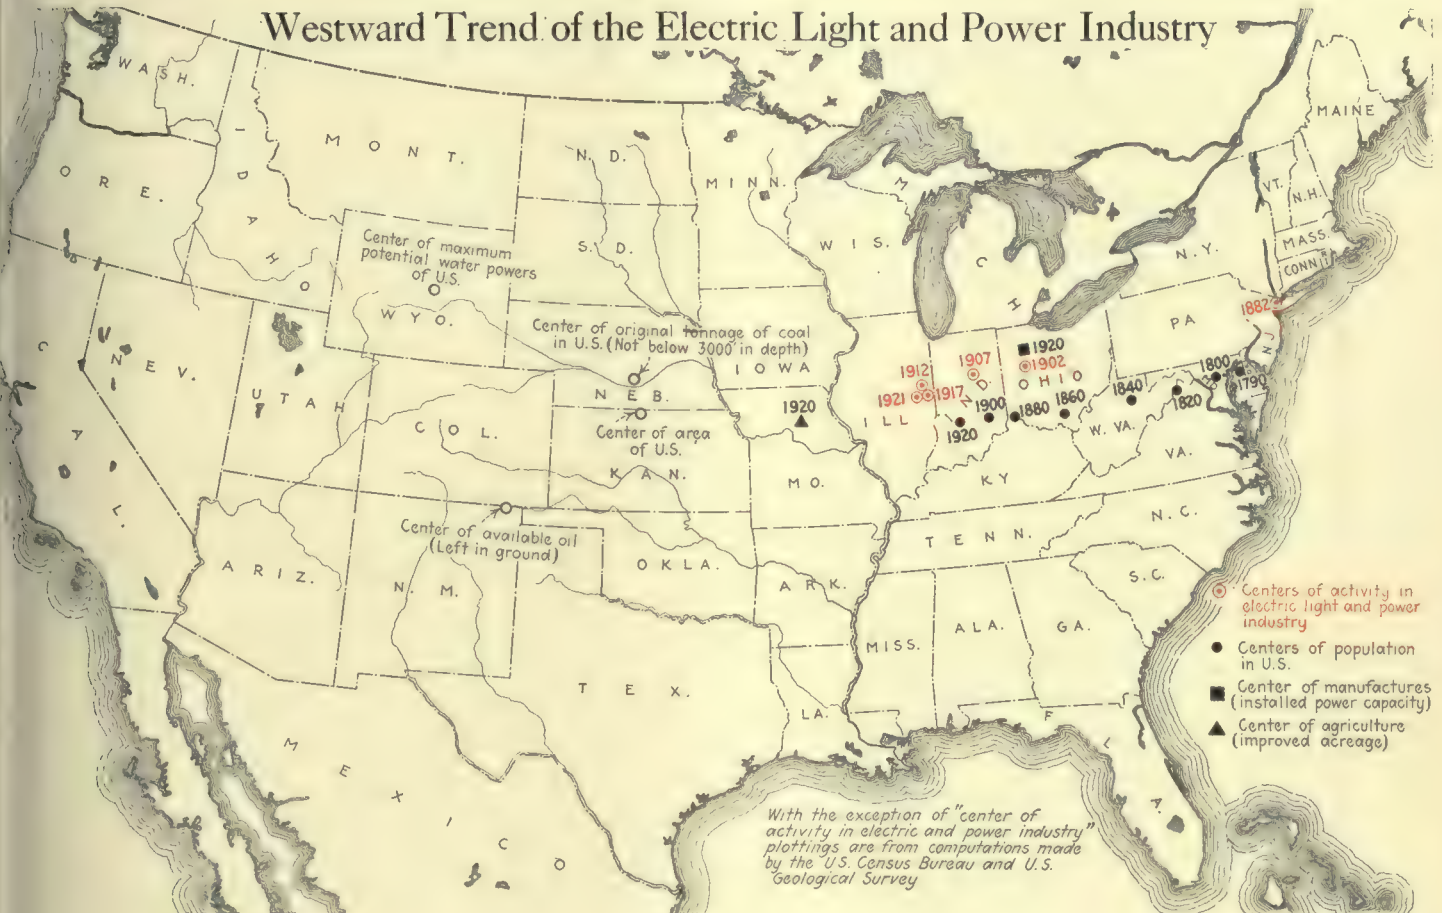 Westward Trend of the Electric Light and Power Industry
WASH.
ORE.
IDAHO
MONT.
N. D.
S. D.
MINN.
WIS.
MICH
MAINE
VT.
N.H.
MASS.
CONN
R
I
N.Y.
PA
N J
1882
Center of maximum
potential water powers
of U.S.
WYO.
Center of original tonnage of coal
in U.S. (Not below 3000' in depth)
IOWA
NEB.
1920
Center of area
of U.S.
KAN.
NEV.
UTAH
COL.
CAL.
ILL
IND.
OHIO
1912
1921
1917
1907
1920
1902
1920
1900
1880
1860
1840
1820
1800
1790
W. VA.
VA.
KY
MO.
Center of available oil
(Left in ground)
ARIZ.
N. M.
OKLA.
ARK.
TENN.
N.C.
S.C.
MISS.
ALA.
GA.
TEX.
LA.
FLA.
MEXICO
Centers of activity in
electric light and power
industry
Centers of population
in U.S.
Center of manufactures
(installed power capacity)
Center of agriculture
(improved acreage)
With the exception of "center of
activity in electric and power industry"
plottings are from computations made
by the U.S. Census Bureau and U.S.
Geological Survey